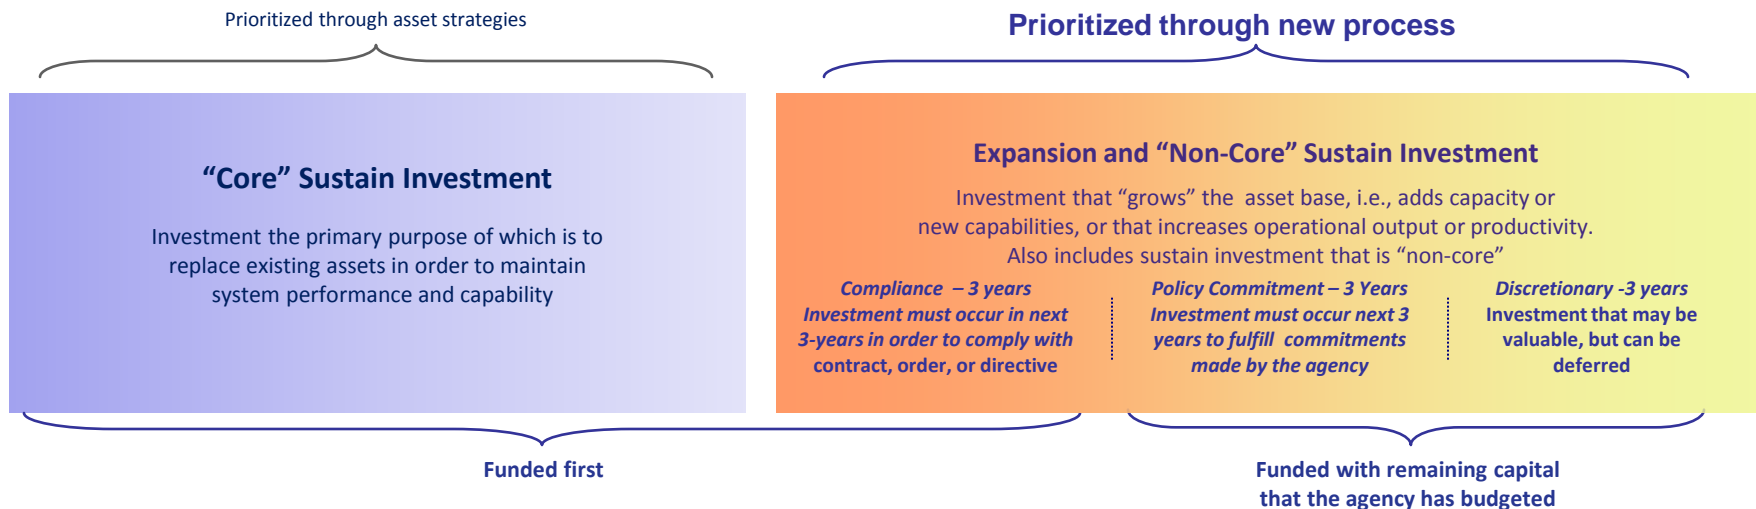 Prioritized through asset strategies
Prioritized through new process
“Core” Sustain Investment
Investment the primary purpose of which is to
replace existing assets in order to maintain
system performance and capability
Expansion and “Non-Core” Sustain Investment
Investment that “grows” the asset base, i.e., adds capacity or
new capabilities, or that increases operational output or productivity.
Also includes sustain investment that is “non-core”
Compliance – 3 years
Investment must occur in next
3-years in order to comply with
contract, order, or directive
Policy Commitment – 3 Years
Investment must occur next 3
years to fulfill commitments
made by the agency
Discretionary -3 years
Investment that may be
valuable, but can be
deferred
Funded first
Funded with remaining capital
that the agency has budgeted